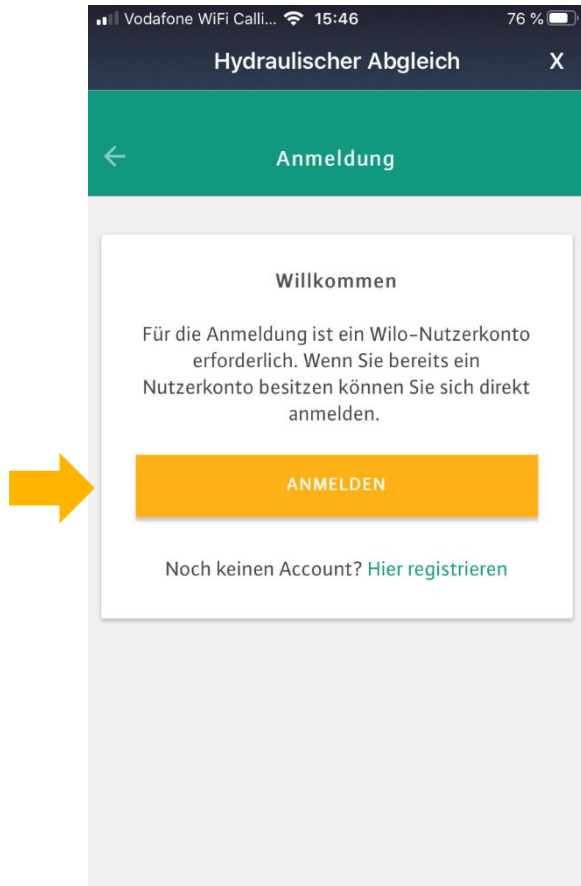 Vodafone WiFi Calli... 15:46 76 %
Hydraulischer Abgleich X
Anmeldung
Willkommen
Für die Anmeldung ist ein Wilo-Nutzerkonto
erforderlich. Wenn Sie bereits ein
Nutzerkonto besitzen können Sie sich direkt
anmelden.
ANMELDEN
Noch keinen Account? Hier registrieren